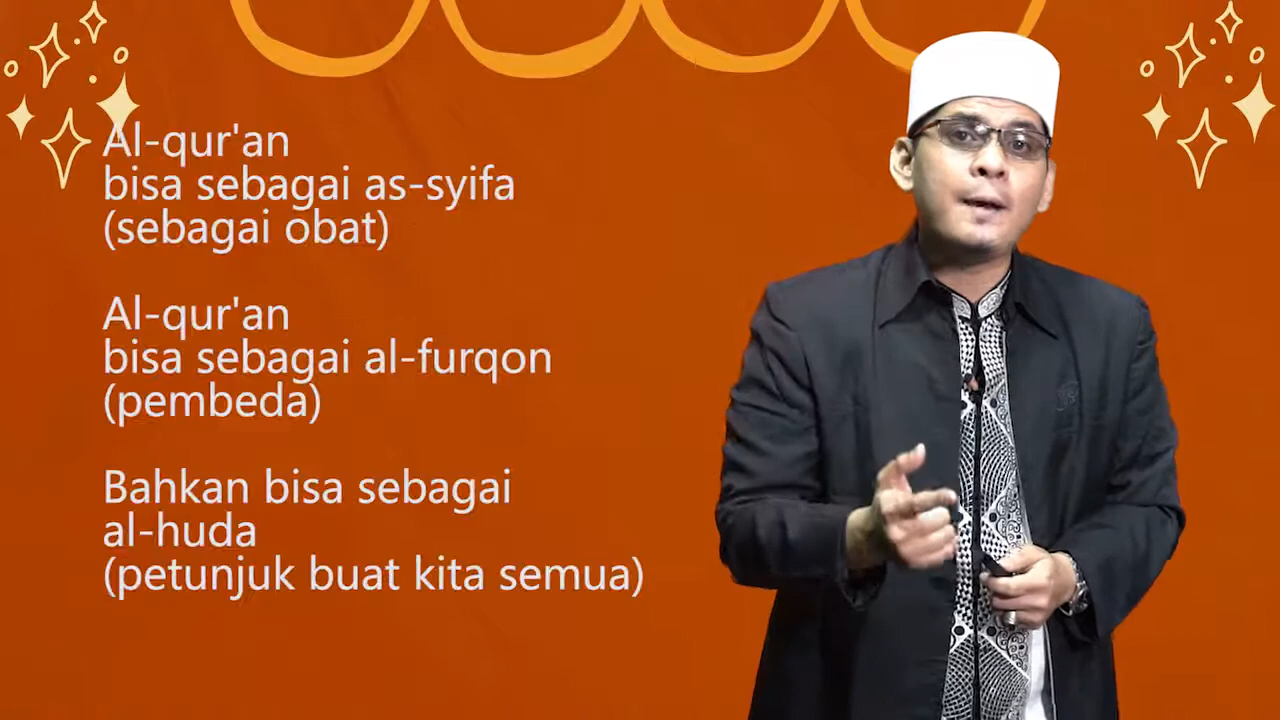 Al-qur'an
bisa sebagai as-syifa
(sebagai obat)
Al-qur'an
bisa sebagai al-furqon
(pembeda)
Bahkan bisa sebagai
al-huda
(petunjuk buat kita semua)